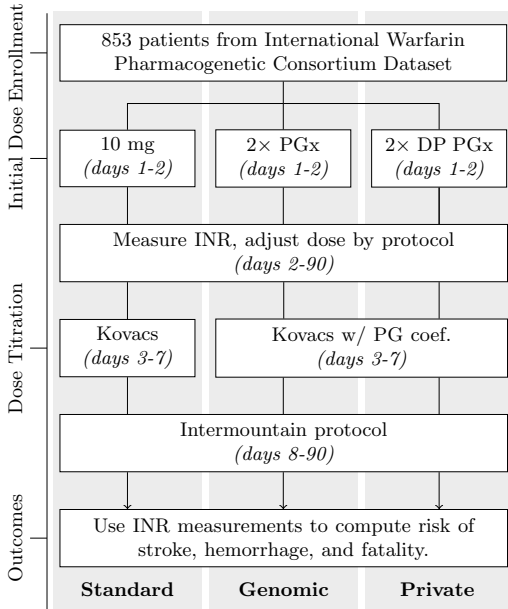 Enrollment
853 patients from International Warfarin
Pharmacogenetic Consortium Dataset
Initial Dose
10 mg
(days 1-2)
2× PGx
(days 1-2)
2× DP PGx
(days 1-2)
Measure INR, adjust dose by protocol
(days 2-90)
Dose Titration
Kovacs
(days 3-7)
Kovacs w/ PG coef.
(days 3-7)
Intermountain protocol
(days 8-90)
Outcomes
Use INR measurements to compute risk of
stroke, hemorrhage, and fatality.
Standard
Genomic
Private